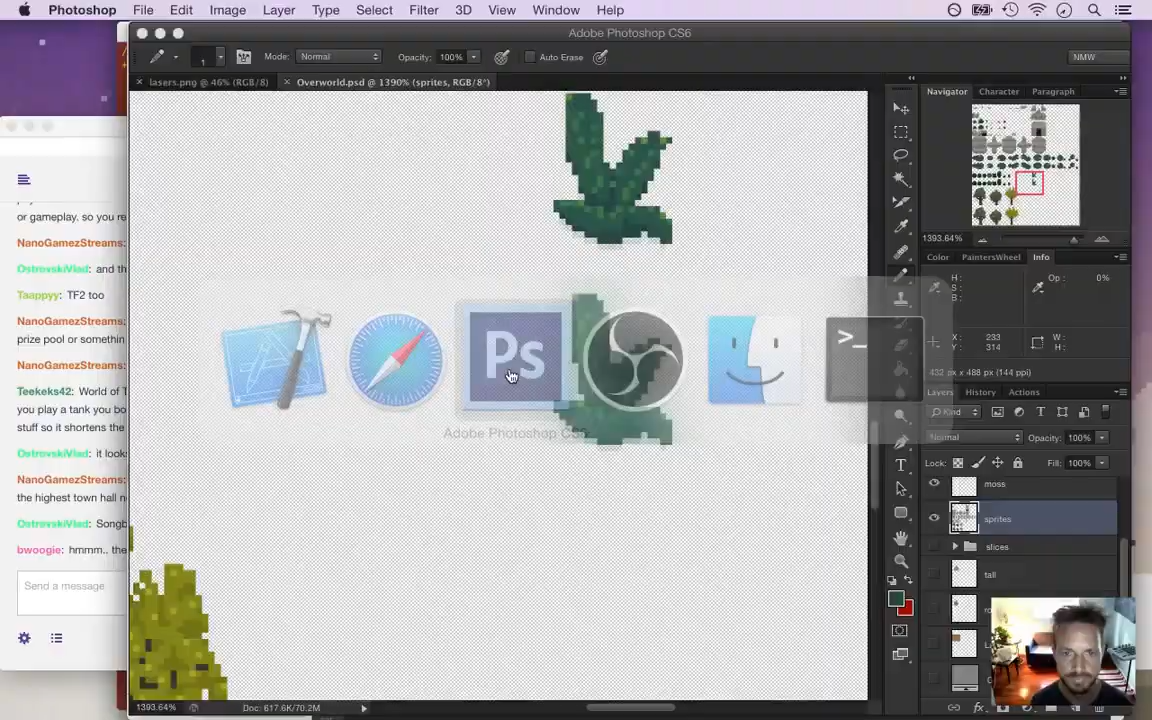 Photoshop File Edit Image Layer Type Select Filter 3D View Window Help
Adobe Photoshop CS6
1 Mode: Normal Opacity: 100% Auto Erase NMW
lasers.png @ 46% (RGB/8) Overworld.psd @ 1390% (sprites, RGB/8*)
Navigator Character Paragraph
or gameplay. so you re
NanoGamezStreams:
OstrovskiVlad: and th
Taappyy: TF2 too
NanoGamezStreams:
prize pool or somethin
Teekeks42: World of T
you play a tank you bo
stuff so it shortens the
OstrovskiVlad: it looks
NanoGamezStreams:
the highest town hall n
OstrovskiVlad: Songb
bwoogie: hmmm.. the
Send a message
Ps
>_
Adobe Photoshop CS6
1393.64%
Color PaintersWheel Info
H:
S:
B:
Op: 0%
X: 233
Y: 314
W:
H:
432 px x 488 px (144 ppi)
Layers History Actions
Kind
Normal Opacity: 100%
Lock: Fill: 100%
moss
sprites
slices
tall
1393.64% Doc: 617.6K/70.2M